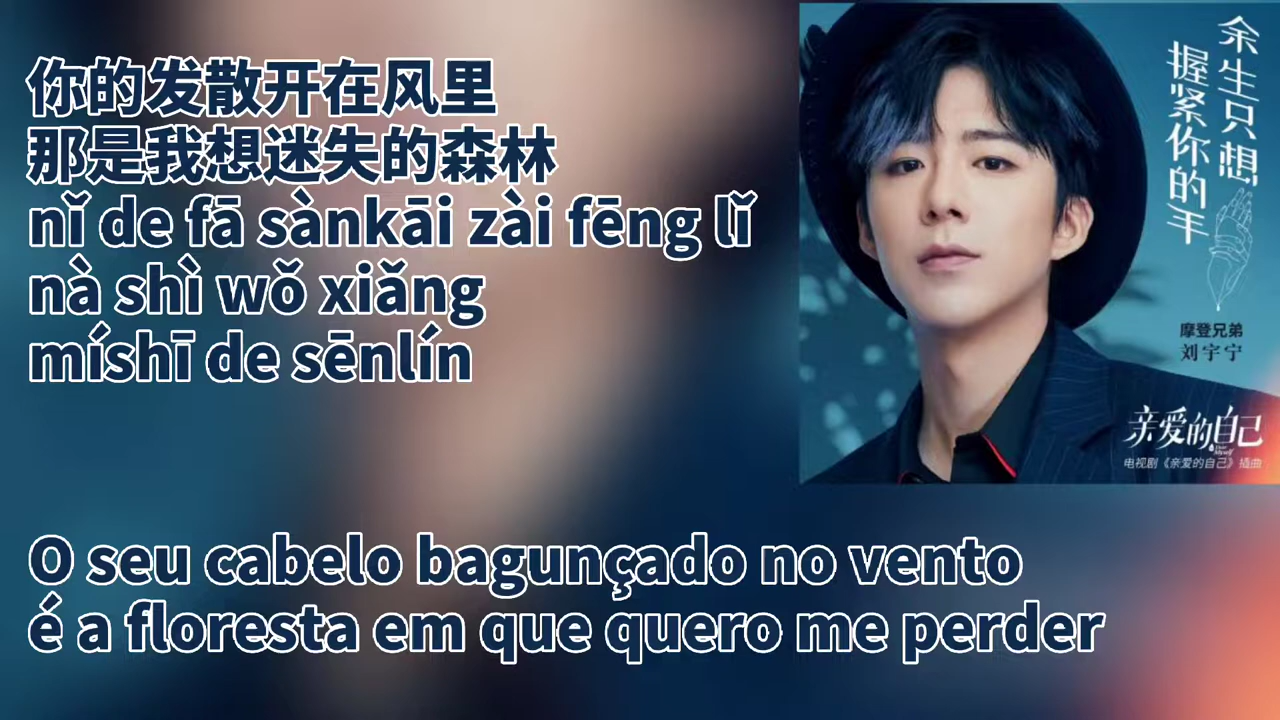 你的发散开在风里
那是我想迷失的森林
nǐ de fā sànkāi zài fēng lǐ
nà shì wǒ xiǎng
míshī de sēnlín
O seu cabelo bagunçado no vento
é a floresta em que quero me perder
余生只想
握紧你的手
摩登兄弟
刘宇宁
亲爱的自己
电视剧《亲爱的自己》插曲